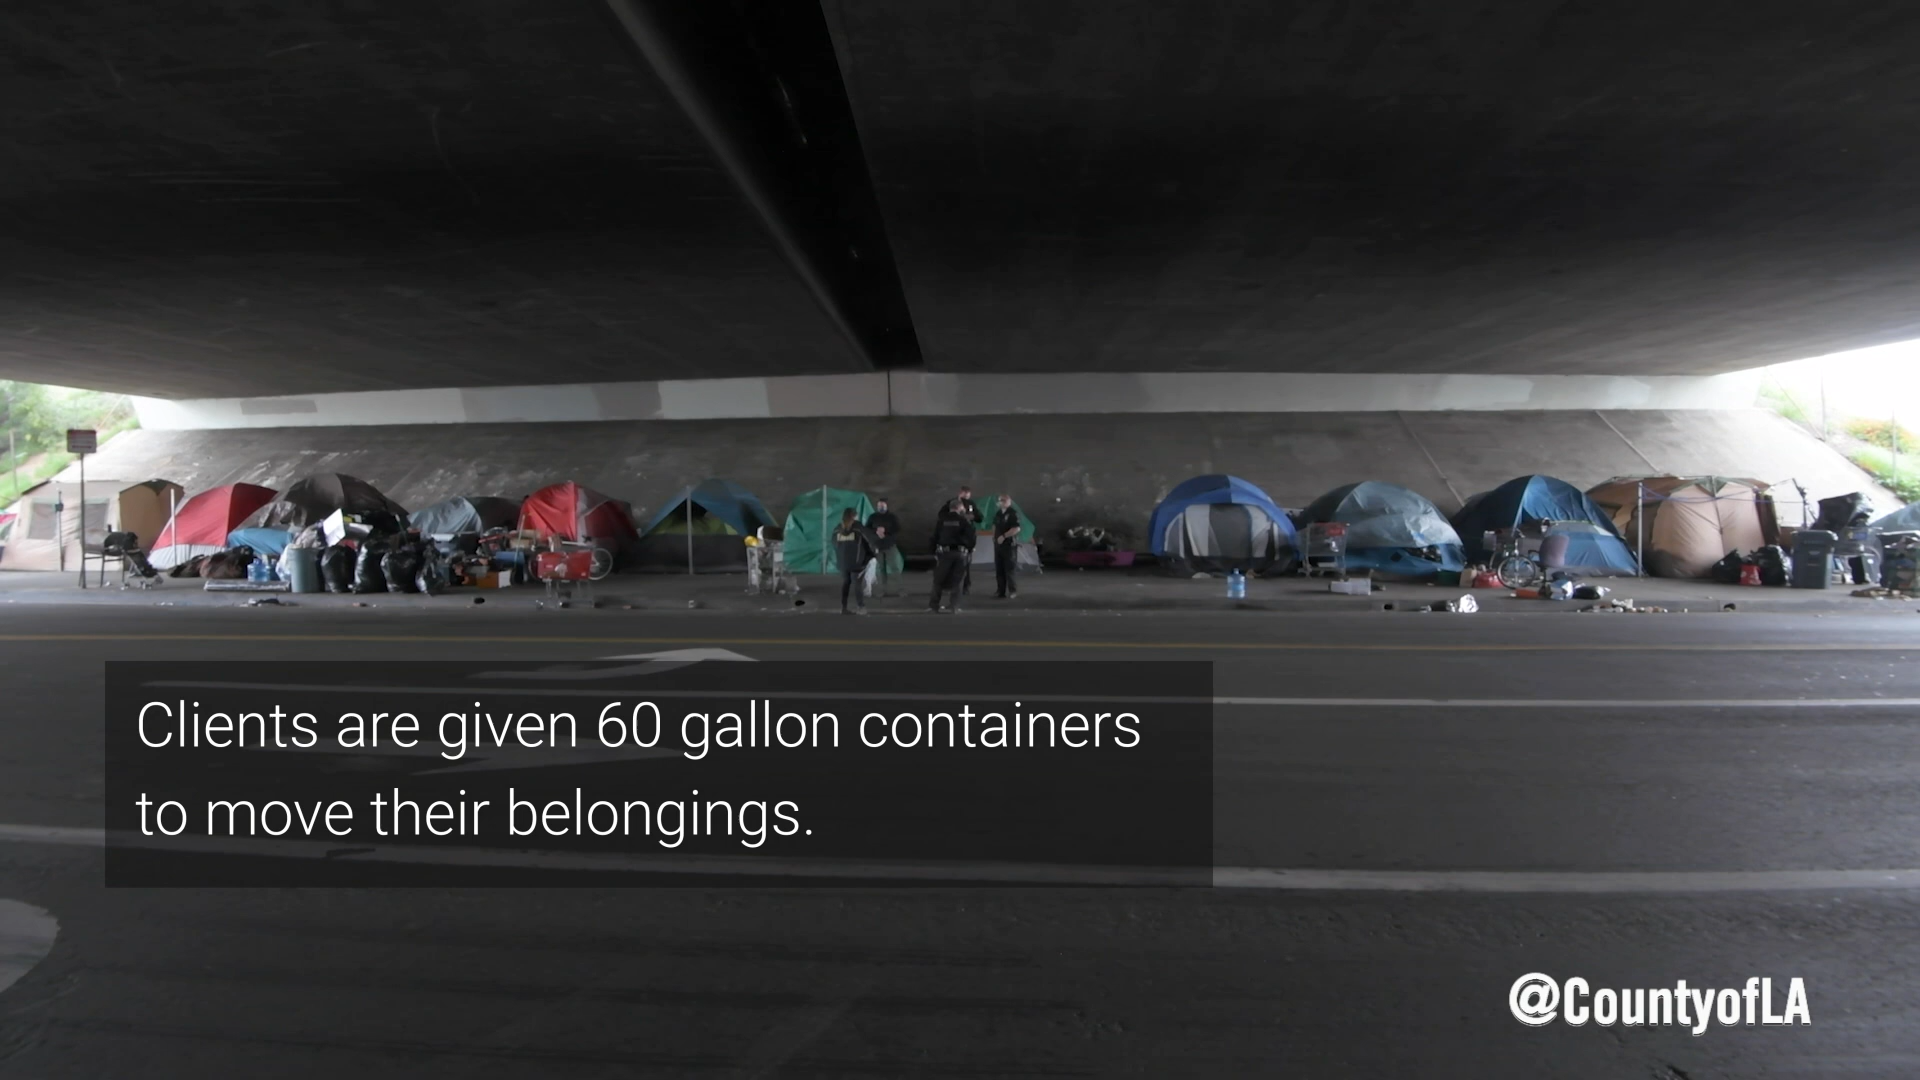 Clients are given 60 gallon containers
to move their belongings.
@CountyofLA